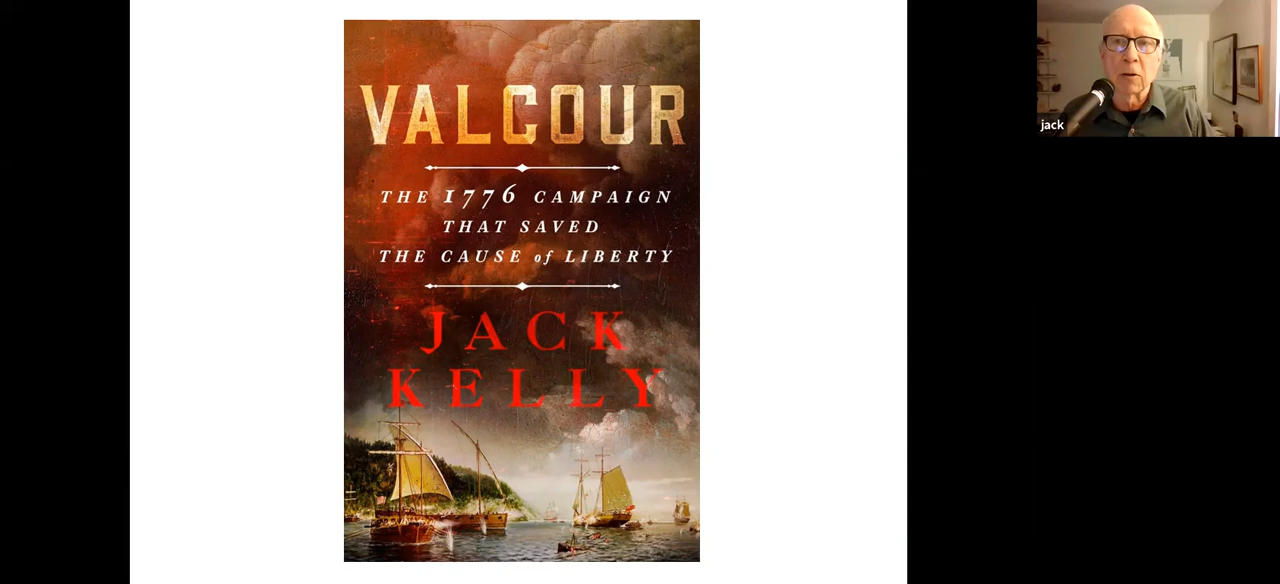 VALCOUR
THE 1776 CAMPAIGN
THAT SAVED
THE CAUSE of LIBERTY
JACK
KELLY
jack